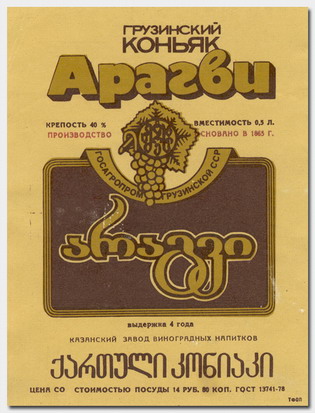 ГРУЗИНСКИЙ
КОНЬЯК
Арагви
КРЕПОСТЬ 40 %
ВМЕСТИМОСТЬ 0,5 Л.
ПРОИЗВОДСТВО
ОСНОВАНО В 1865 Г.
ГОСАГРОПРОМ ГРУЗИНСКОЙ ССР
არაგვი
выдержка 4 года
КАЗАНСКИЙ ЗАВОД ВИНОГРАДНЫХ НАПИТКОВ
ქართული კონიაკი
ЦЕНА СО СТОИМОСТЬЮ ПОСУДЫ 14 РУБ. 80 КОП. ГОСТ 13741-78